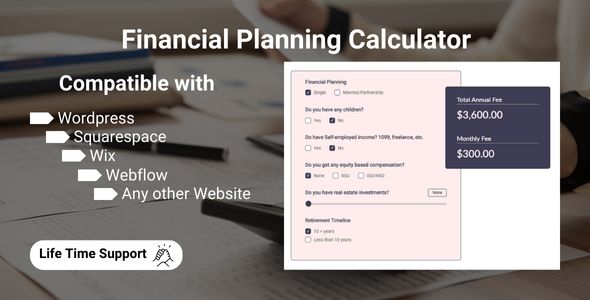 Financial Planning Calculator
Compatible with
Wordpress
Squarespace
Wix
Webflow
Any other Website
Life Time Support
Financial Planning
Single Married/Partnership
Do you have any children?
Yes No
Do have Self-employed income? 1099, freelance, etc.
Yes No
Do you get any equity based compensation?
None RSU ISO/NSO
Do you have real estate investments?
None
Retirement Timeline
10 + years
Less than 10 years
Total Annual Fee
$3,600.00
Monthly Fee
$300.00